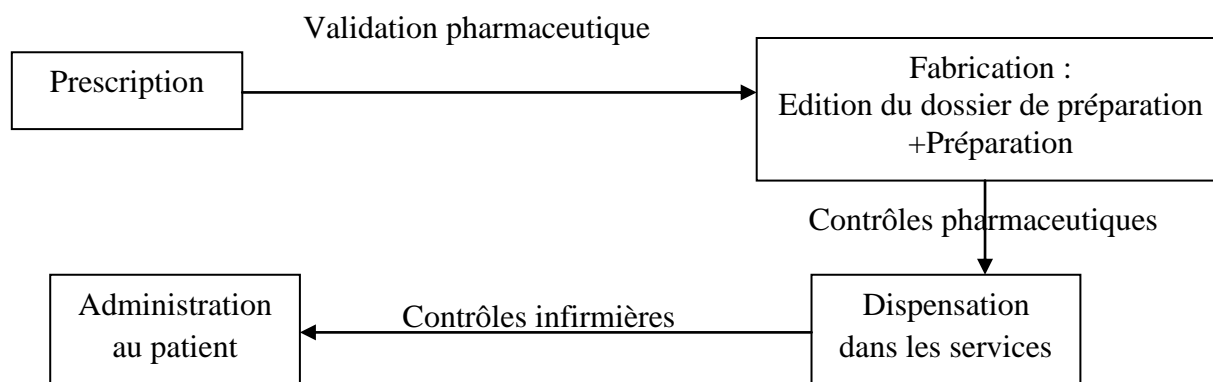 Validation pharmaceutique
Prescription
Fabrication :
Edition du dossier de préparation
+Préparation
Contrôles pharmaceutiques
Dispensation
dans les services
Contrôles infirmières
Administration
au patient